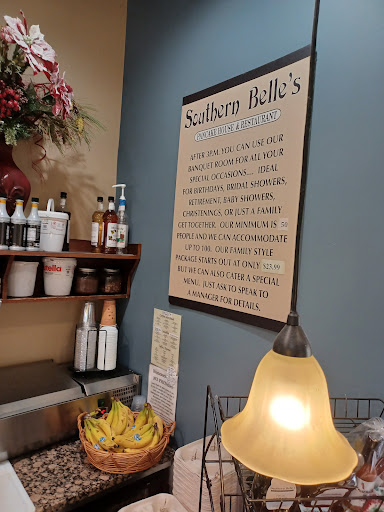 Southern Belle's
PANCAKE HOUSE & RESTAURANT
AFTER 3PM, YOU CAN USE OUR
BANQUET ROOM FOR ALL YOUR
SPECIAL OCCASIONS.... IDEAL
FOR BIRTHDAYS, BRIDAL SHOWERS,
RETIREMENT, BABY SHOWERS,
CHRISTENINGS, OR JUST A FAMILY
GET TOGETHER. OUR MINIMUM IS 50
PEOPLE AND WE CAN ACCOMMODATE
UP TO 100. OUR FAMILY STYLE
PACKAGE STARTS OUT AT ONLY $23.99
BUT WE CAN ALSO CATER A SPECIAL
MENU. JUST ASK TO SPEAK TO
A MANAGER FOR DETAILS.